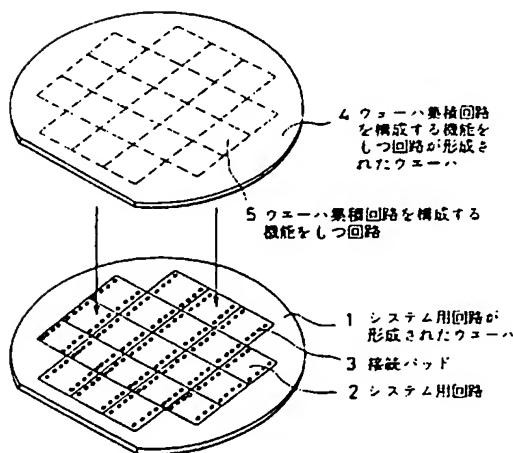 4 ウェーハ集積回路
を構成する機能を
もつ回路が形成さ
れたウエーハ
5 ウエーハ集積回路を構成する
機能をもつ回路
1 システム用回路が
形成されたウエーハ
3 接続パッド
2 システム用回路